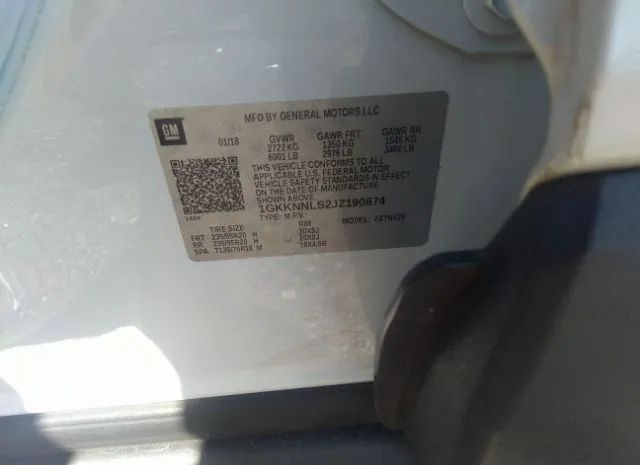 MFD BY GENERAL MOTORS LLC
GM
01/18 GVWR GAWR FRT GAWR RR
2722 KG 1350 KG 1545 KG
6001 LB 2976 LB 3406 LB
THIS VEHICLE CONFORMS TO ALL
APPLICABLE U.S. FEDERAL MOTOR
VEHICLE SAFETY STANDARDS IN EFFECT
ON THE DATE OF MANUFACTURE
SHOWN ABOVE.
1GKKNNLS2JZ190874
TYPE: M.P.V. MODEL:
TIRE SIZE RIM
FRT 235/55R20 H 20X8J
RR 235/55R20 H 20X8J
SPA T135/70R18 M 18X4.5B